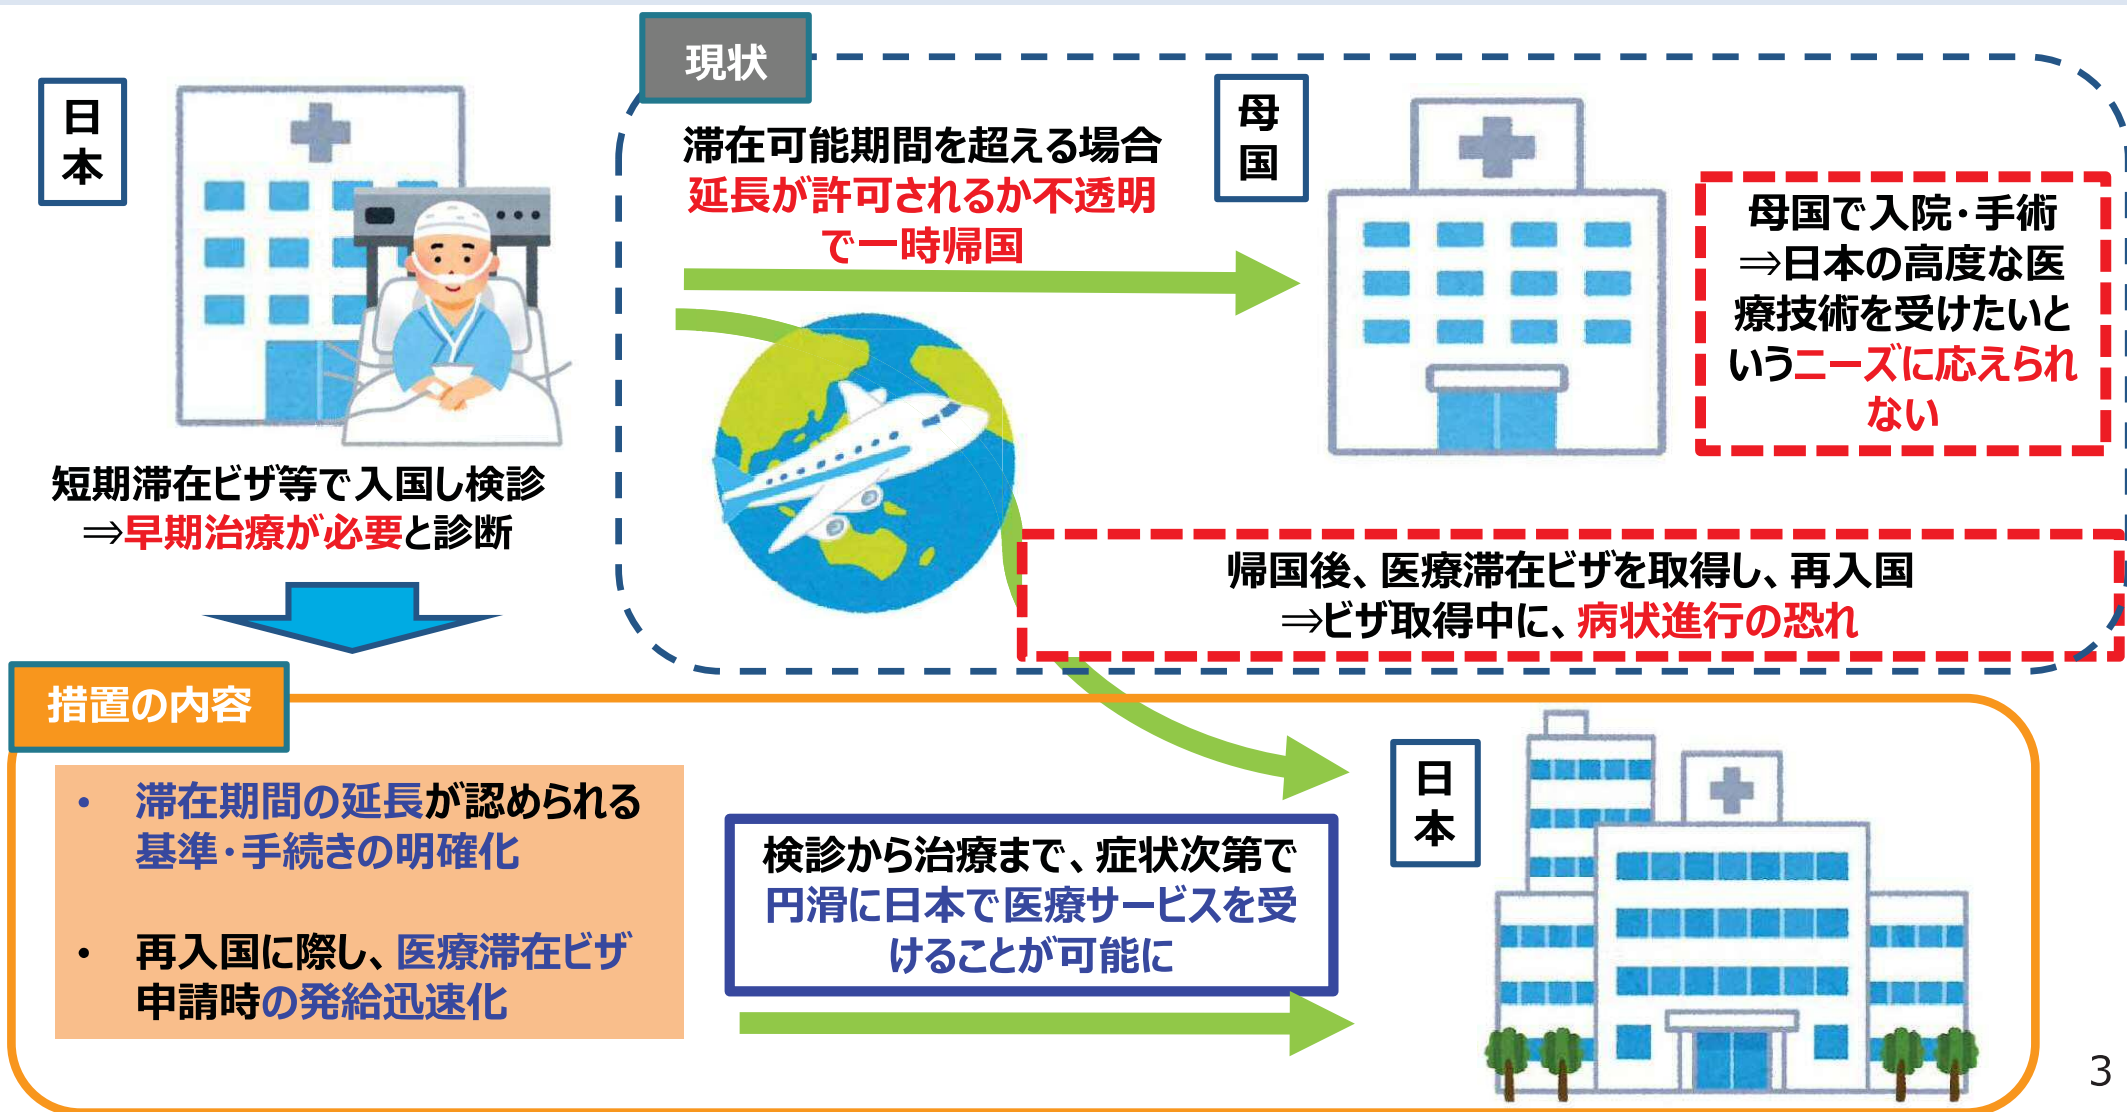 現状
日
本
短期滞在ビザ等で入国し検診
⇒早期治療が必要と診断
滞在可能期間を超える場合
延長が許可されるか不透明
で一時帰国
母
国
母国で入院・手術
⇒日本の高度な医
療技術を受けたいと
いうニーズに応えられ
ない
帰国後、医療滞在ビザを取得し、再入国
⇒ビザ取得中に、病状進行の恐れ
措置の内容
• 滞在期間の延長が認められる
基準・手続きの明確化
• 再入国に際し、医療滞在ビザ
申請時の発給迅速化
検診から治療まで、症状次第で
円滑に日本で医療サービスを受
けることが可能に
日
本
3